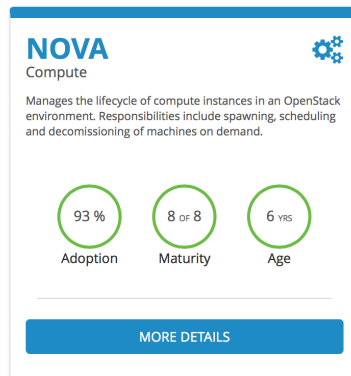 NOVA
Compute
Manages the lifecycle of compute instances in an OpenStack
environment. Responsibilities include spawning, scheduling
and decomissioning of machines on demand.
93 % 8 OF 8 6 YRS
Adoption Maturity Age
MORE DETAILS